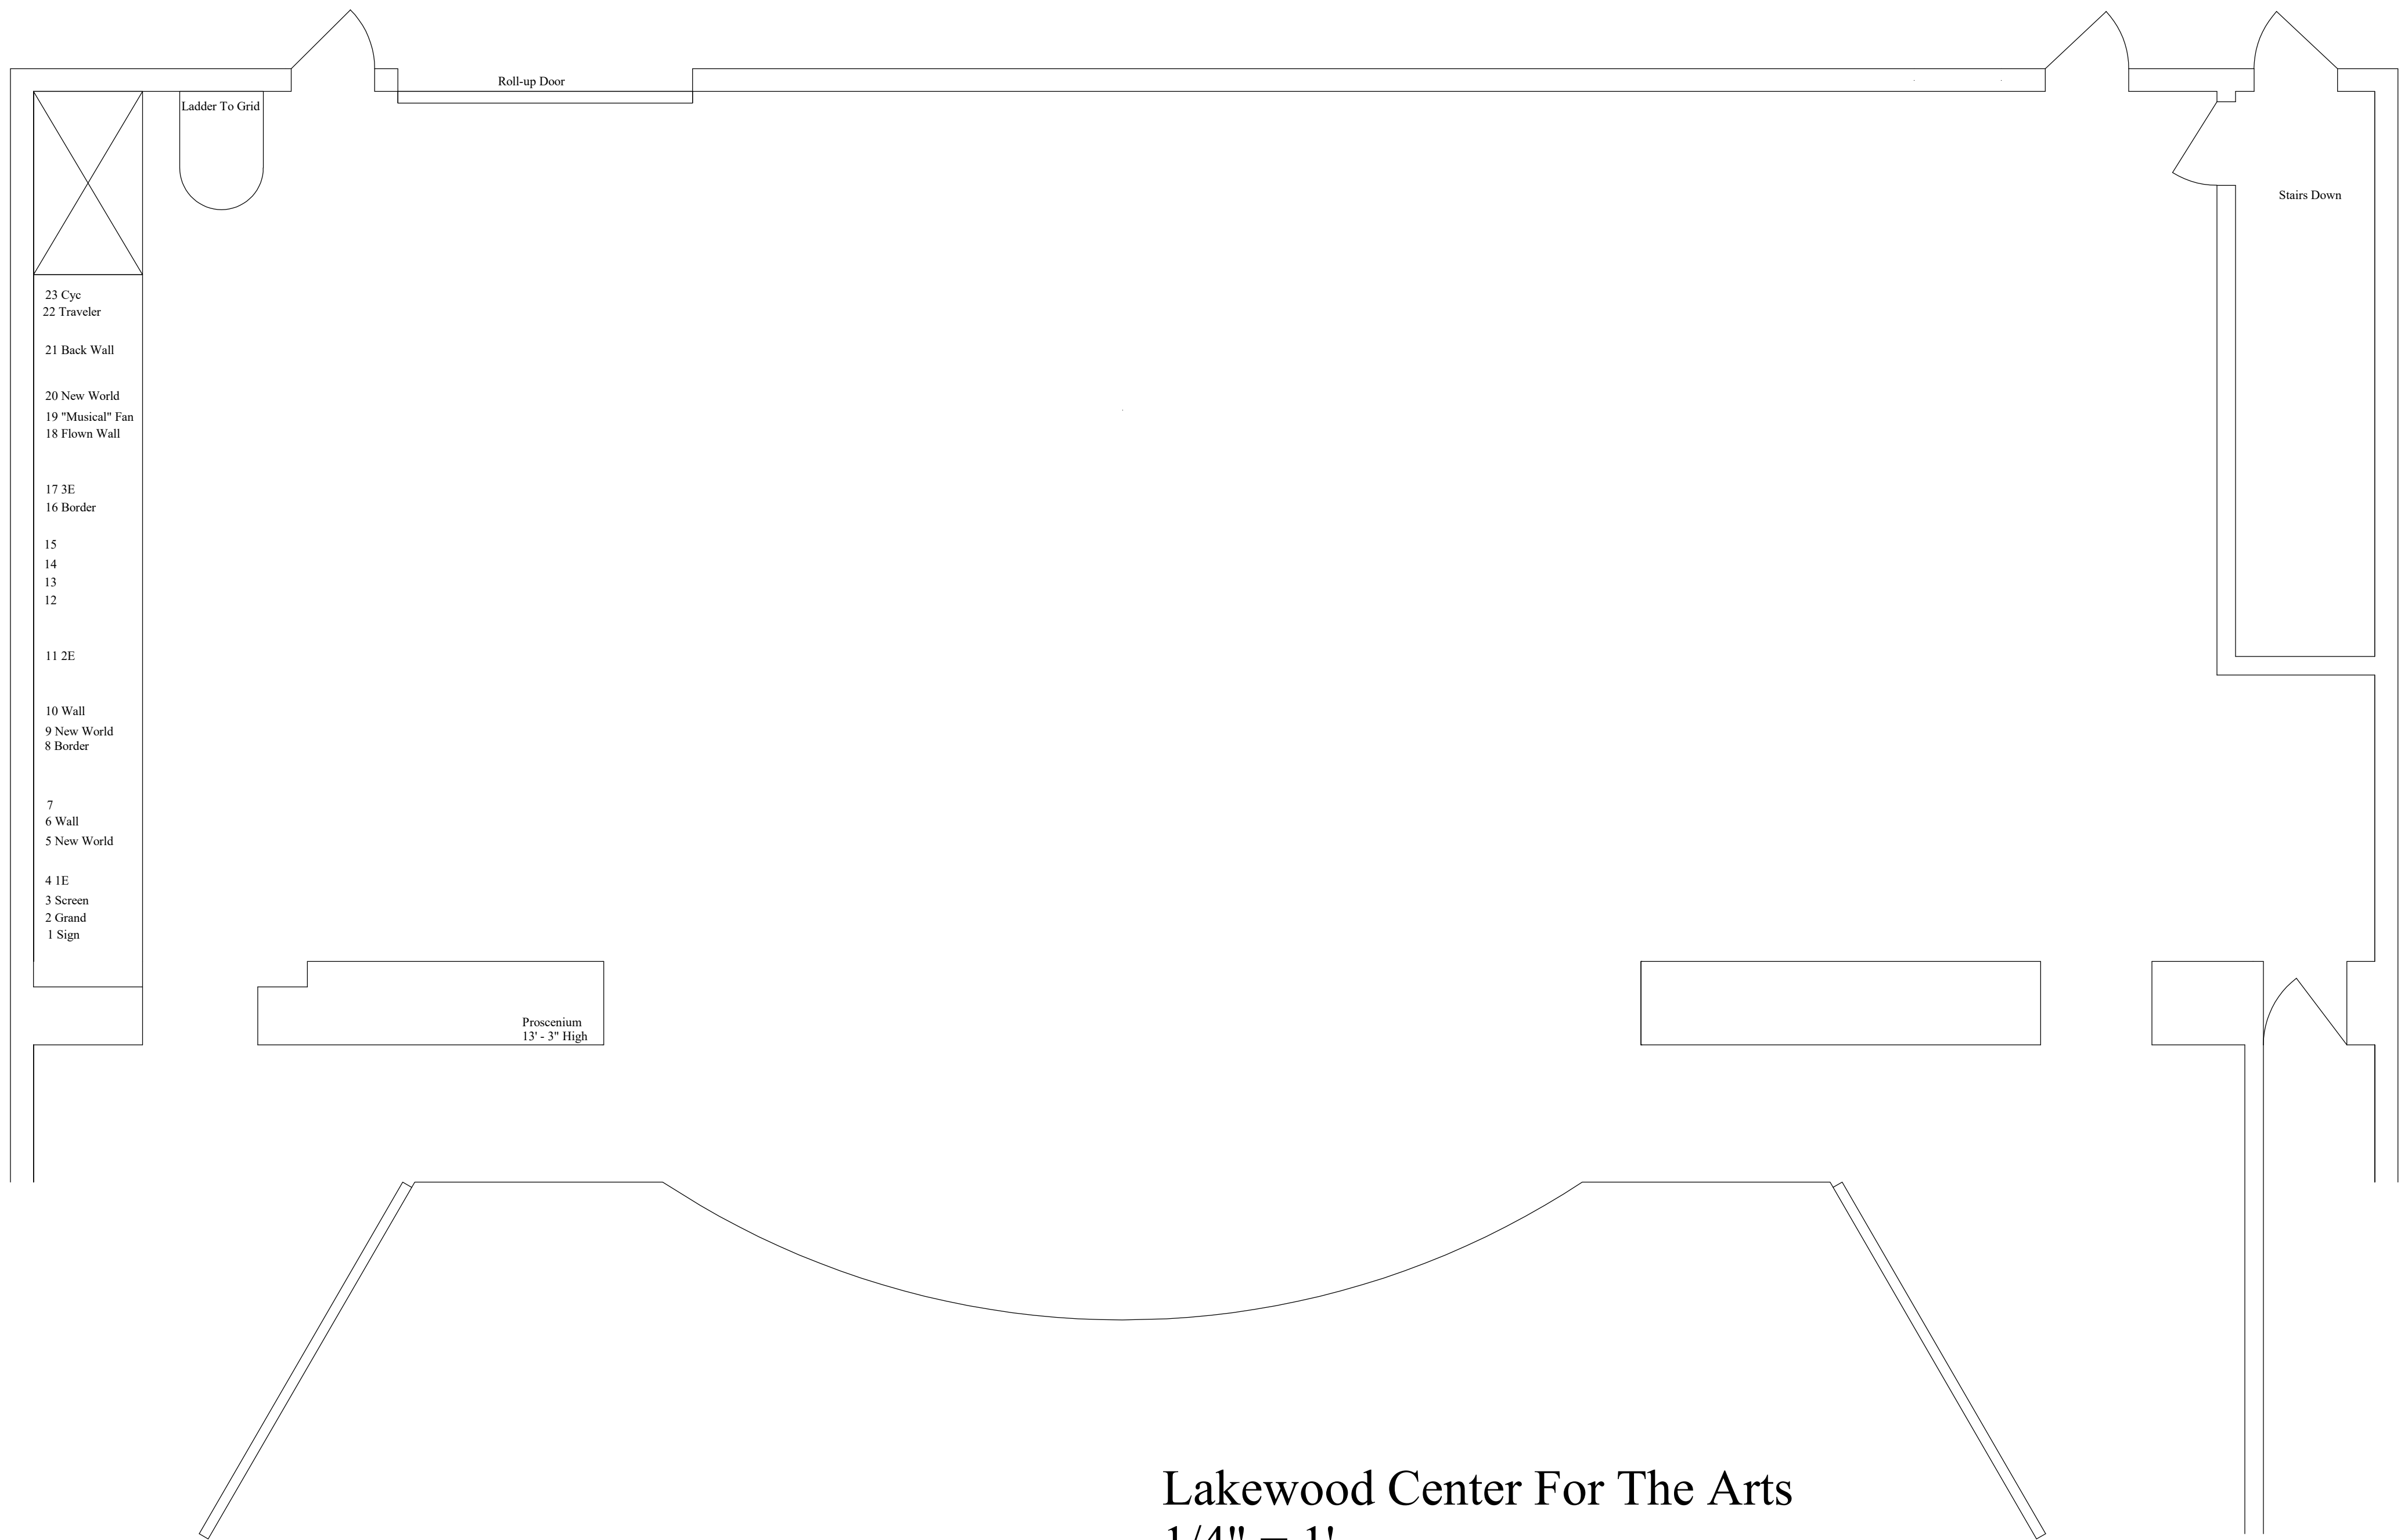 Roll-up Door
Ladder To Grid
Stairs Down
23 Cyc
22 Traveler
21 Back Wall
20 New World
19 "Musical" Fan
18 Flown Wall
17 3E
16 Border
15
14
13
12
11 2E
10 Wall
9 New World
8 Border
7
6 Wall
5 New World
4 1E
3 Screen
2 Grand
1 Sign
Proscenium
13' - 3" High
Lakewood Center For The Arts
1/4" = 1'